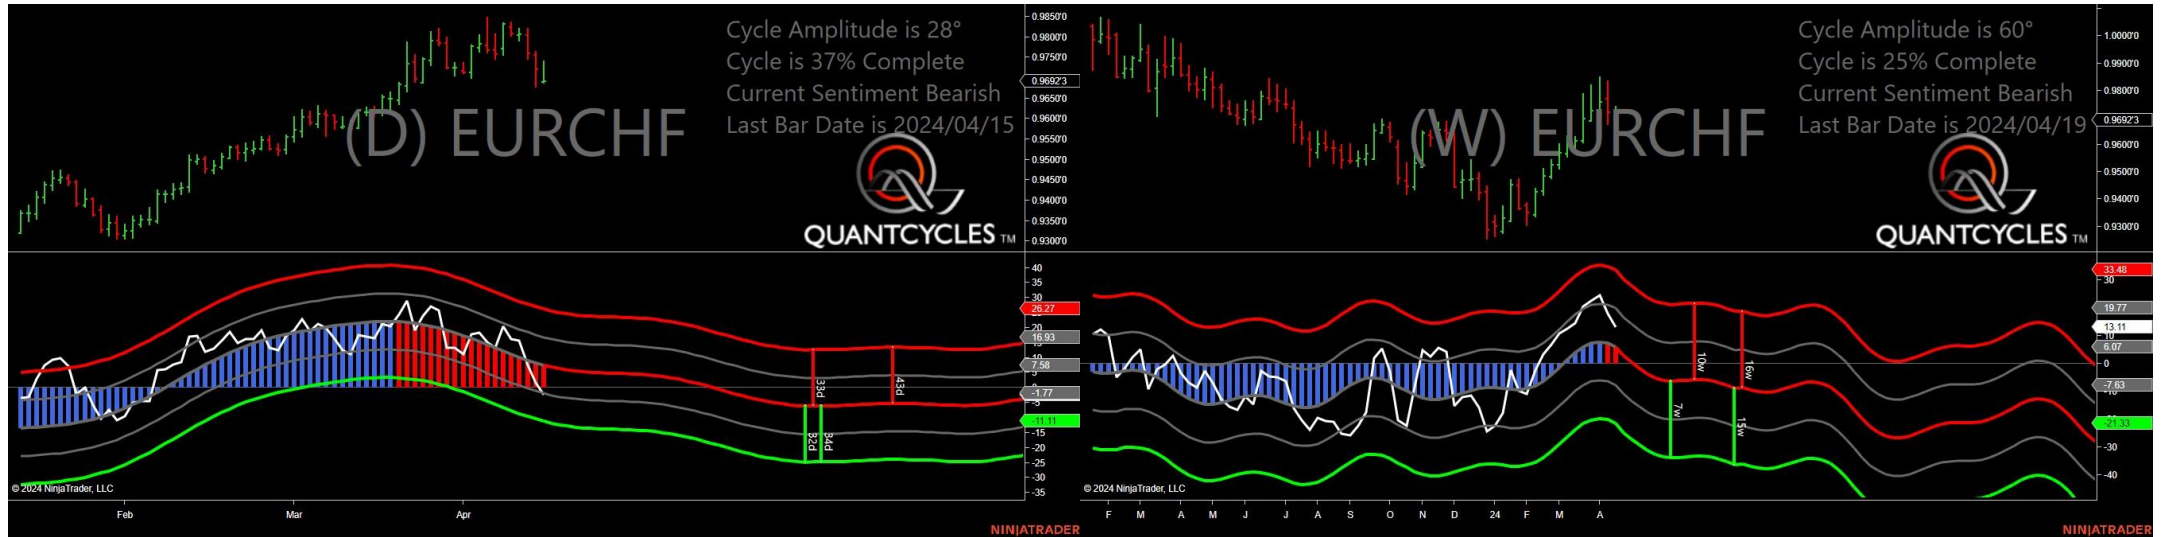 Cycle Amplitude is 28°
Cycle is 37% Complete
Current Sentiment Bearish
Last Bar Date is 2024/04/15
(D) EURCHF
QUANTCYCLES TM
0.9850'0
0.9800'0
0.9750'0
0.9692'3
0.9650'0
0.9600'0
0.9550'0
0.9500'0
0.9450'0
0.9400'0
0.9350'0
0.9300'0
40
35
30
26.27
20
16.93
10
7.58
-1.77
-5
-11.11
-15
-20
-25
-30
-35
33d
43d
32d
34d
© 2024 NinjaTrader, LLC
Feb Mar Apr
NINJATRADER
Cycle Amplitude is 60°
Cycle is 25% Complete
Current Sentiment Bearish
Last Bar Date is 2024/04/19
(W) EURCHF
QUANTCYCLES TM
1.0000'0
0.9900'0
0.9800'0
0.9692'3
0.9600'0
0.9500'0
0.9400'0
0.9300'0
33.48
30
19.77
13.11
10
6.07
0
-7.63
-21.33
-30
-40
10w
16w
7w
15w
© 2024 NinjaTrader, LLC
F M A M J J A S O N D 24 F M A
NINJATRADER